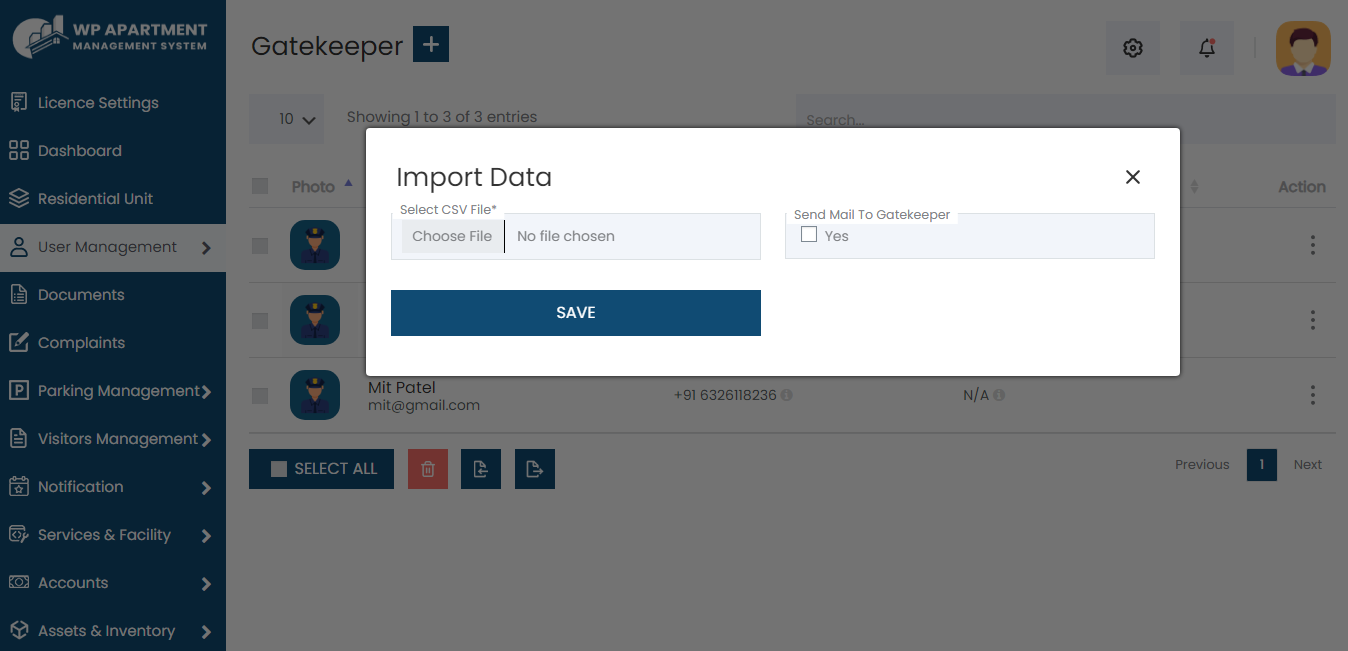 WP APARTMENT
MANAGEMENT SYSTEM
Licence Settings
Dashboard
Residential Unit
User Management
Documents
Complaints
P Parking Management
Visitors Management
Notification
Services & Facility
Accounts
Assets & Inventory
Gatekeeper +
10
Showing 1 to 3 of 3 entries
Search...
Photo
Action
Import Data
Select CSV File*
Choose File No file chosen
Send Mail To Gatekeeper
Yes
SAVE
Mit Patel
mit@gmail.com
+91 6326118236
N/A
SELECT ALL
Previous 1 Next